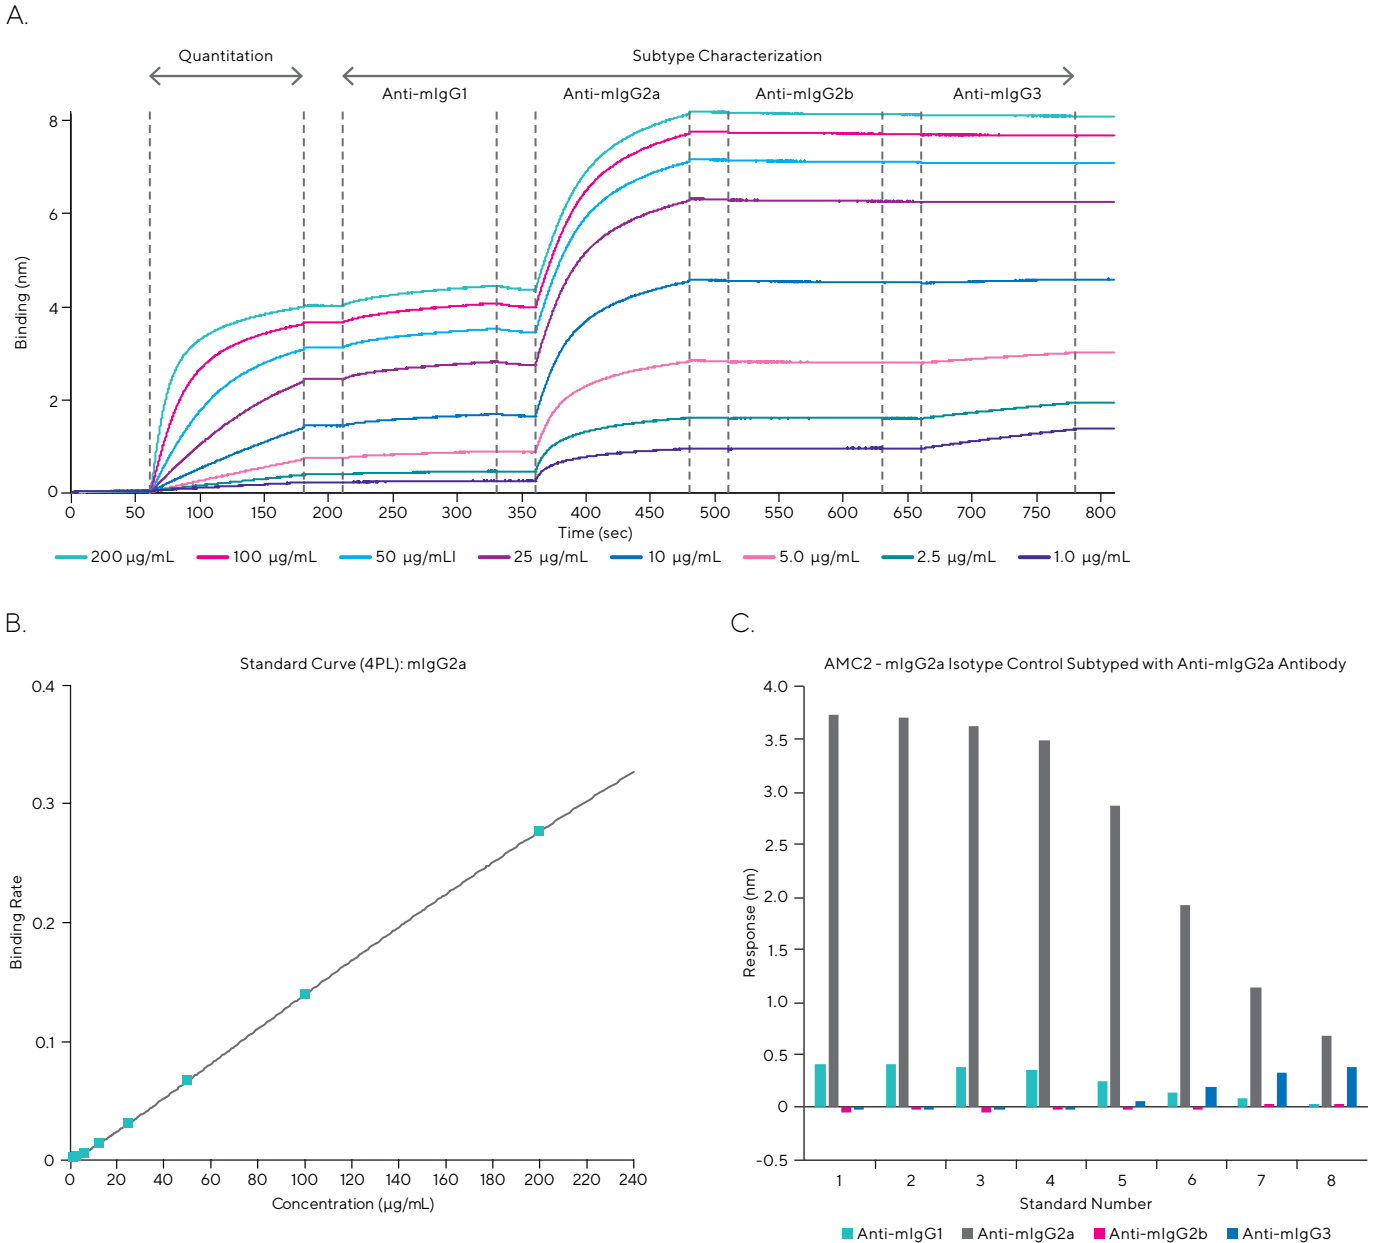 A.
Quantitation
Subtype Characterization
Anti-mIgG1
Anti-mIgG2a
Anti-mIgG2b
Anti-mIgG3
8
6
4
2
0
Binding (nm)
0 50 100 150 200 250 300 350 400 450 500 550 600 650 700 750 800
Time (sec)
200 µg/mL 100 µg/mL 50 µg/mLl 25 µg/mL 10 µg/mL 5.0 µg/mL 2.5 µg/mL 1.0 µg/mL
B.
Standard Curve (4PL): mIgG2a
0.4
0.3
0.2
0.1
0
Binding Rate
0 20 40 60 80 100 120 140 160 180 200 220 240
Concentration (µg/mL)
C.
AMC2 - mIgG2a Isotype Control Subtyped with Anti-mIgG2a Antibody
4.0
3.5
3.0
2.5
2.0
1.5
1.0
0.5
0
-0.5
Response (nm)
1 2 3 4 5 6 7 8
Standard Number
Anti-mIgG1 Anti-mIgG2a Anti-mIgG2b Anti-mIgG3